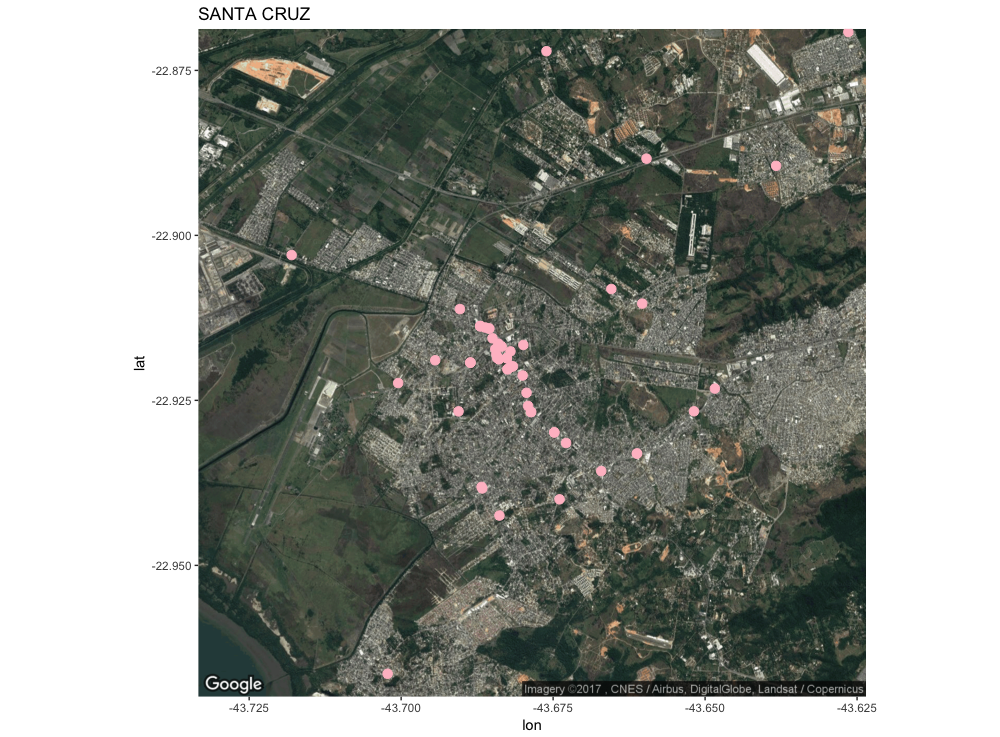 SANTA CRUZ
-22.875
-22.900
-22.925
-22.950
lat
Google
Imagery ©2017 , CNES / Airbus, DigitalGlobe, Landsat / Copernicus
-43.725
-43.700
-43.675
-43.650
-43.625
lon